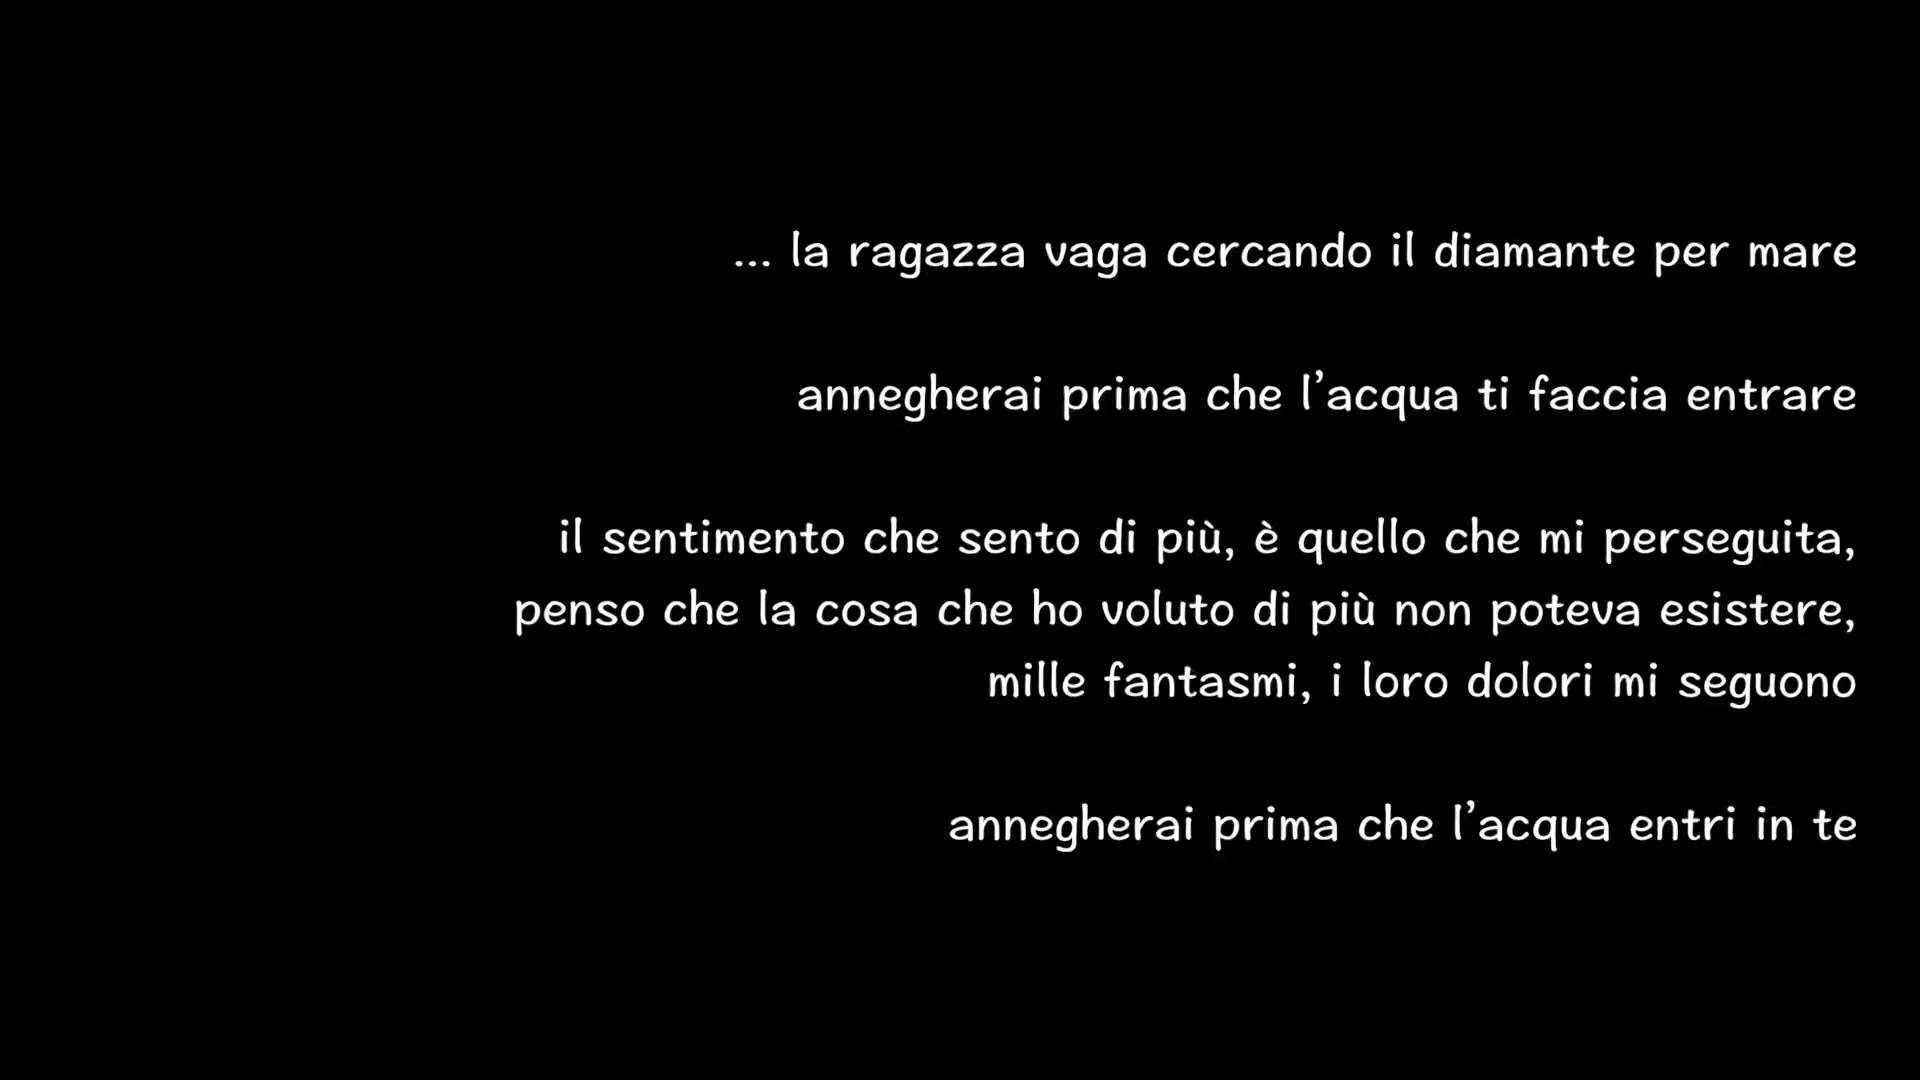 ... la ragazza vaga cercando il diamante per mare
annegherai prima che l’acqua ti faccia entrare
il sentimento che sento di più, è quello che mi perseguita,
penso che la cosa che ho voluto di più non poteva esistere,
mille fantasmi, i loro dolori mi seguono
annegherai prima che l’acqua entri in te